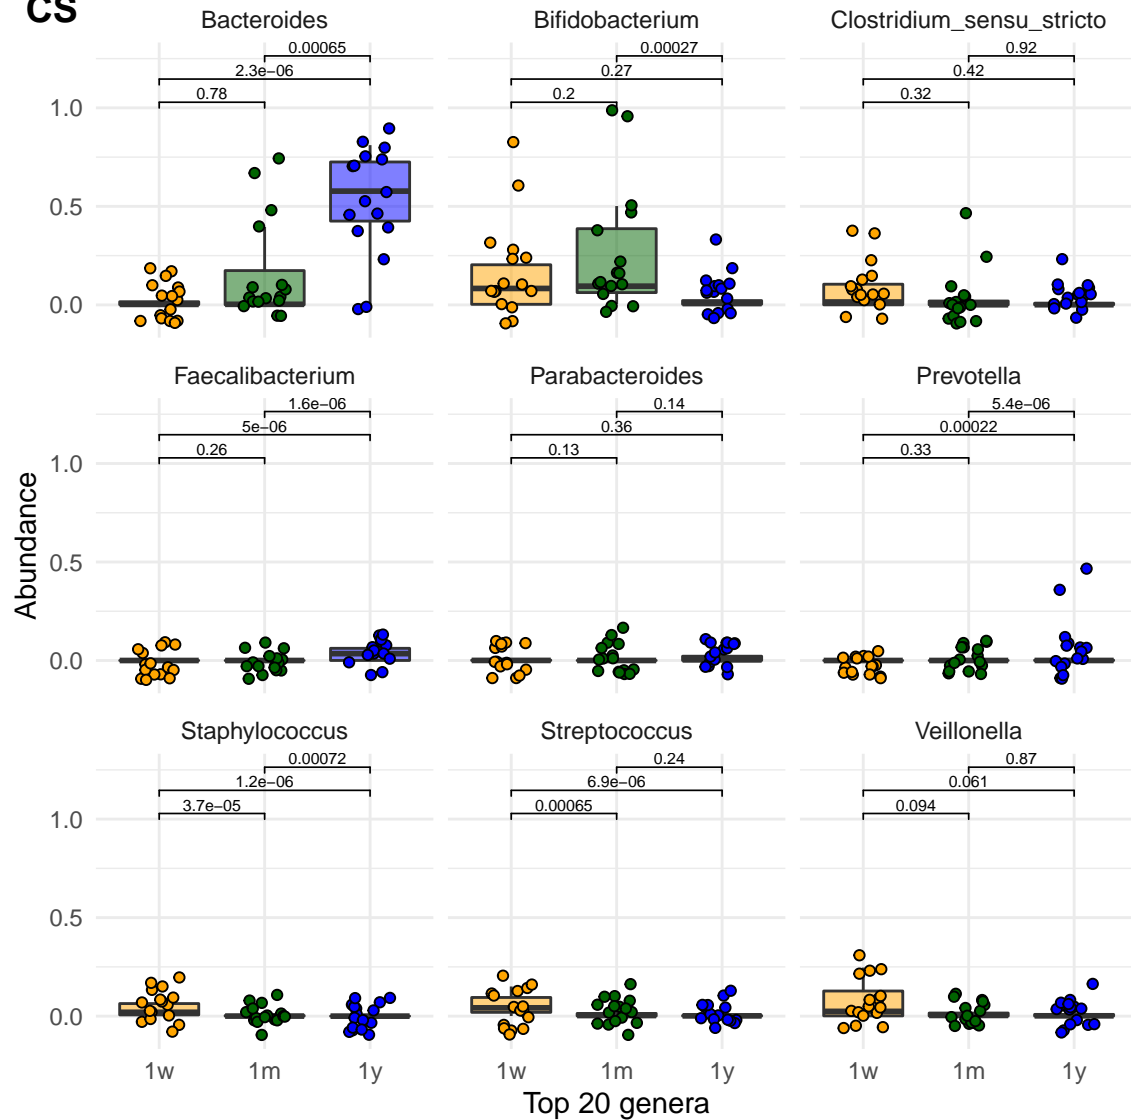 CS
Bacteroides Bifidobacterium Clostridium_sensu_stricto
0.00065 0.00027 0.92
2.3e−06 0.27 0.42
0.78 0.2 0.32
1.0
0.5
0.0
Faecalibacterium Parabacteroides Prevotella
1.6e−06 0.14 5.4e−06
5e−06 0.36 0.00022
0.26 0.13 0.33
1.0
0.5
0.0
Abundance
Staphylococcus Streptococcus Veillonella
0.00072 0.24 0.87
1.2e−06 6.9e−06 0.061
3.7e−05 0.00065 0.094
1.0
0.5
0.0
1w 1m 1y 1w 1m 1y 1w 1m 1y
Top 20 genera